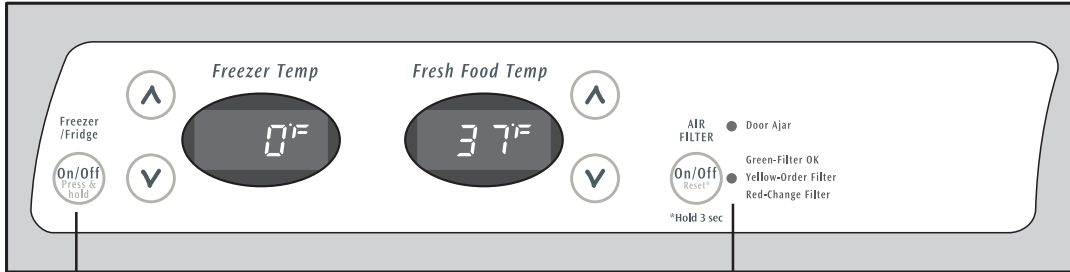 Freezer Temp
Fresh Food Temp
Freezer
/Fridge
On/Off
Press &
hold
0°F
37°F
AIR
FILTER
On/Off
Reset*
*Hold 3 sec
Door Ajar
Green-Filter OK
Yellow-Order Filter
Red-Change Filter